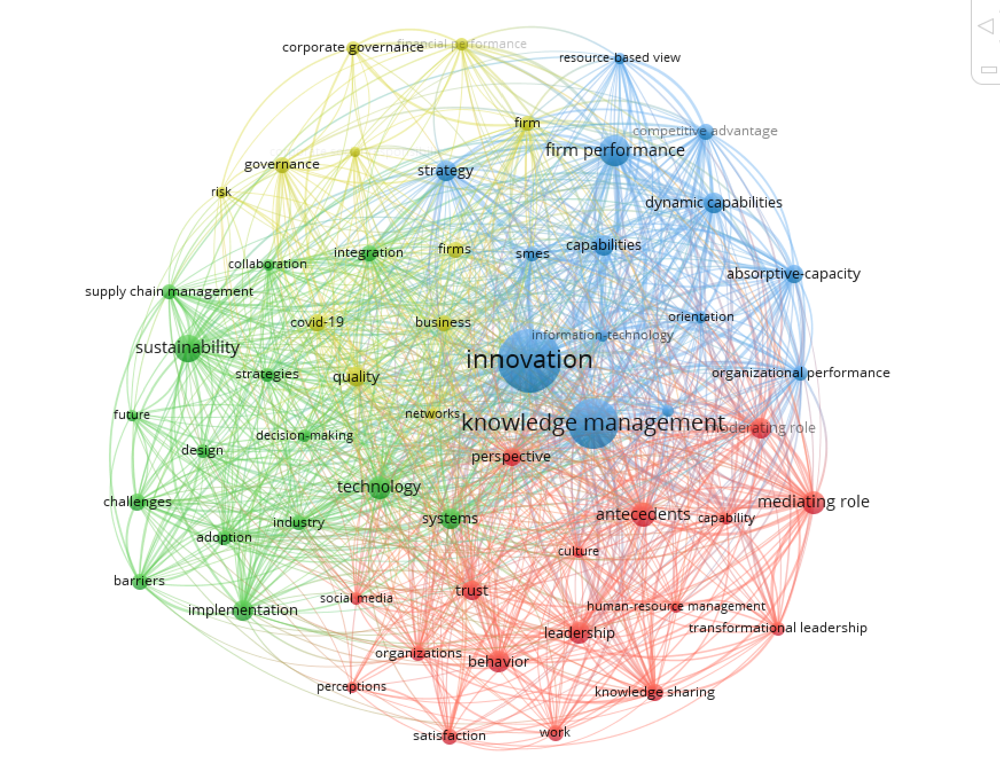 corporate governance
financial performance
resource-based view
firm
competitive advantage
firm performance
governance
strategy
risk
dynamic capabilities
integration
firms
smes
capabilities
collaboration
absorptive-capacity
supply chain management
covid-19
business
orientation
information-technology
sustainability
innovation
strategies
quality
organizational performance
future
networks
knowledge management
moderating role
decision-making
design
perspective
technology
challenges
mediating role
industry
systems
antecedents
capability
adoption
culture
barriers
trust
social media
implementation
human-resource management
transformational leadership
leadership
organizations
behavior
perceptions
knowledge sharing
satisfaction
work